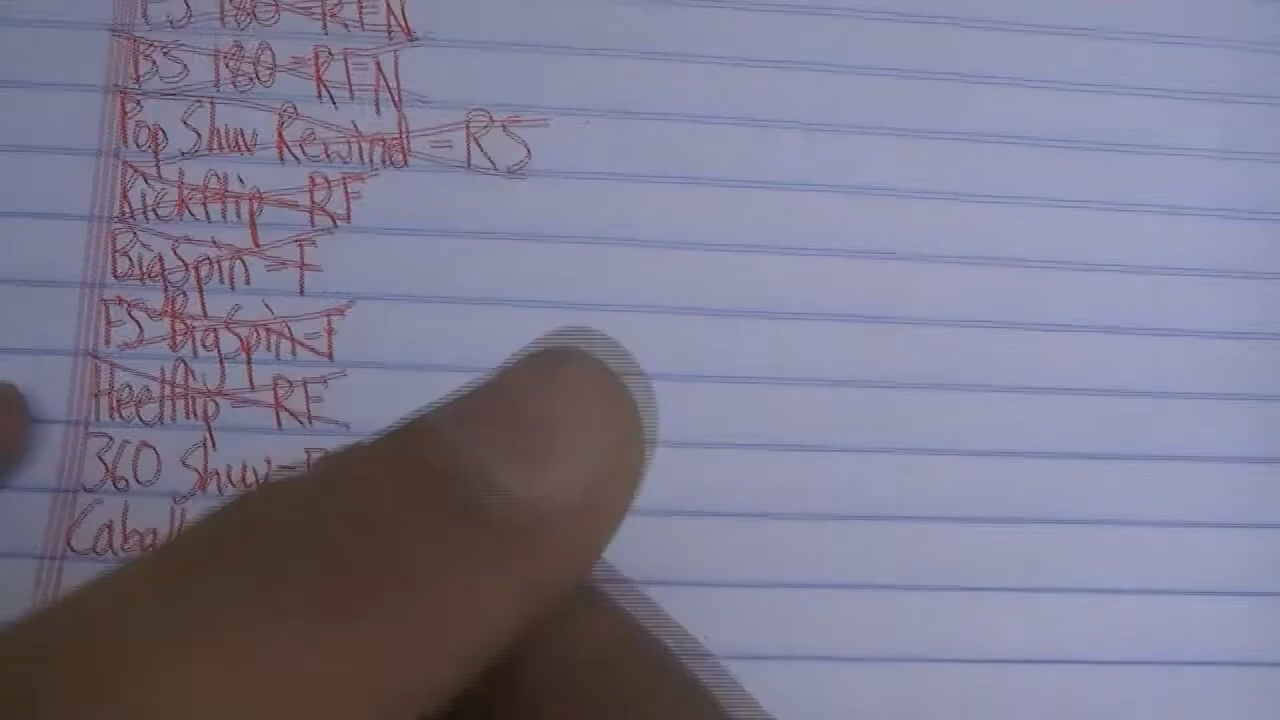 FS 180 = RFN
BS 180 = RFN
Pop Shuv Rewind = RS
Kickflip - RF
BigSpin - F
FS BigSpin - F
Heelflip - RF
360 Shuv -